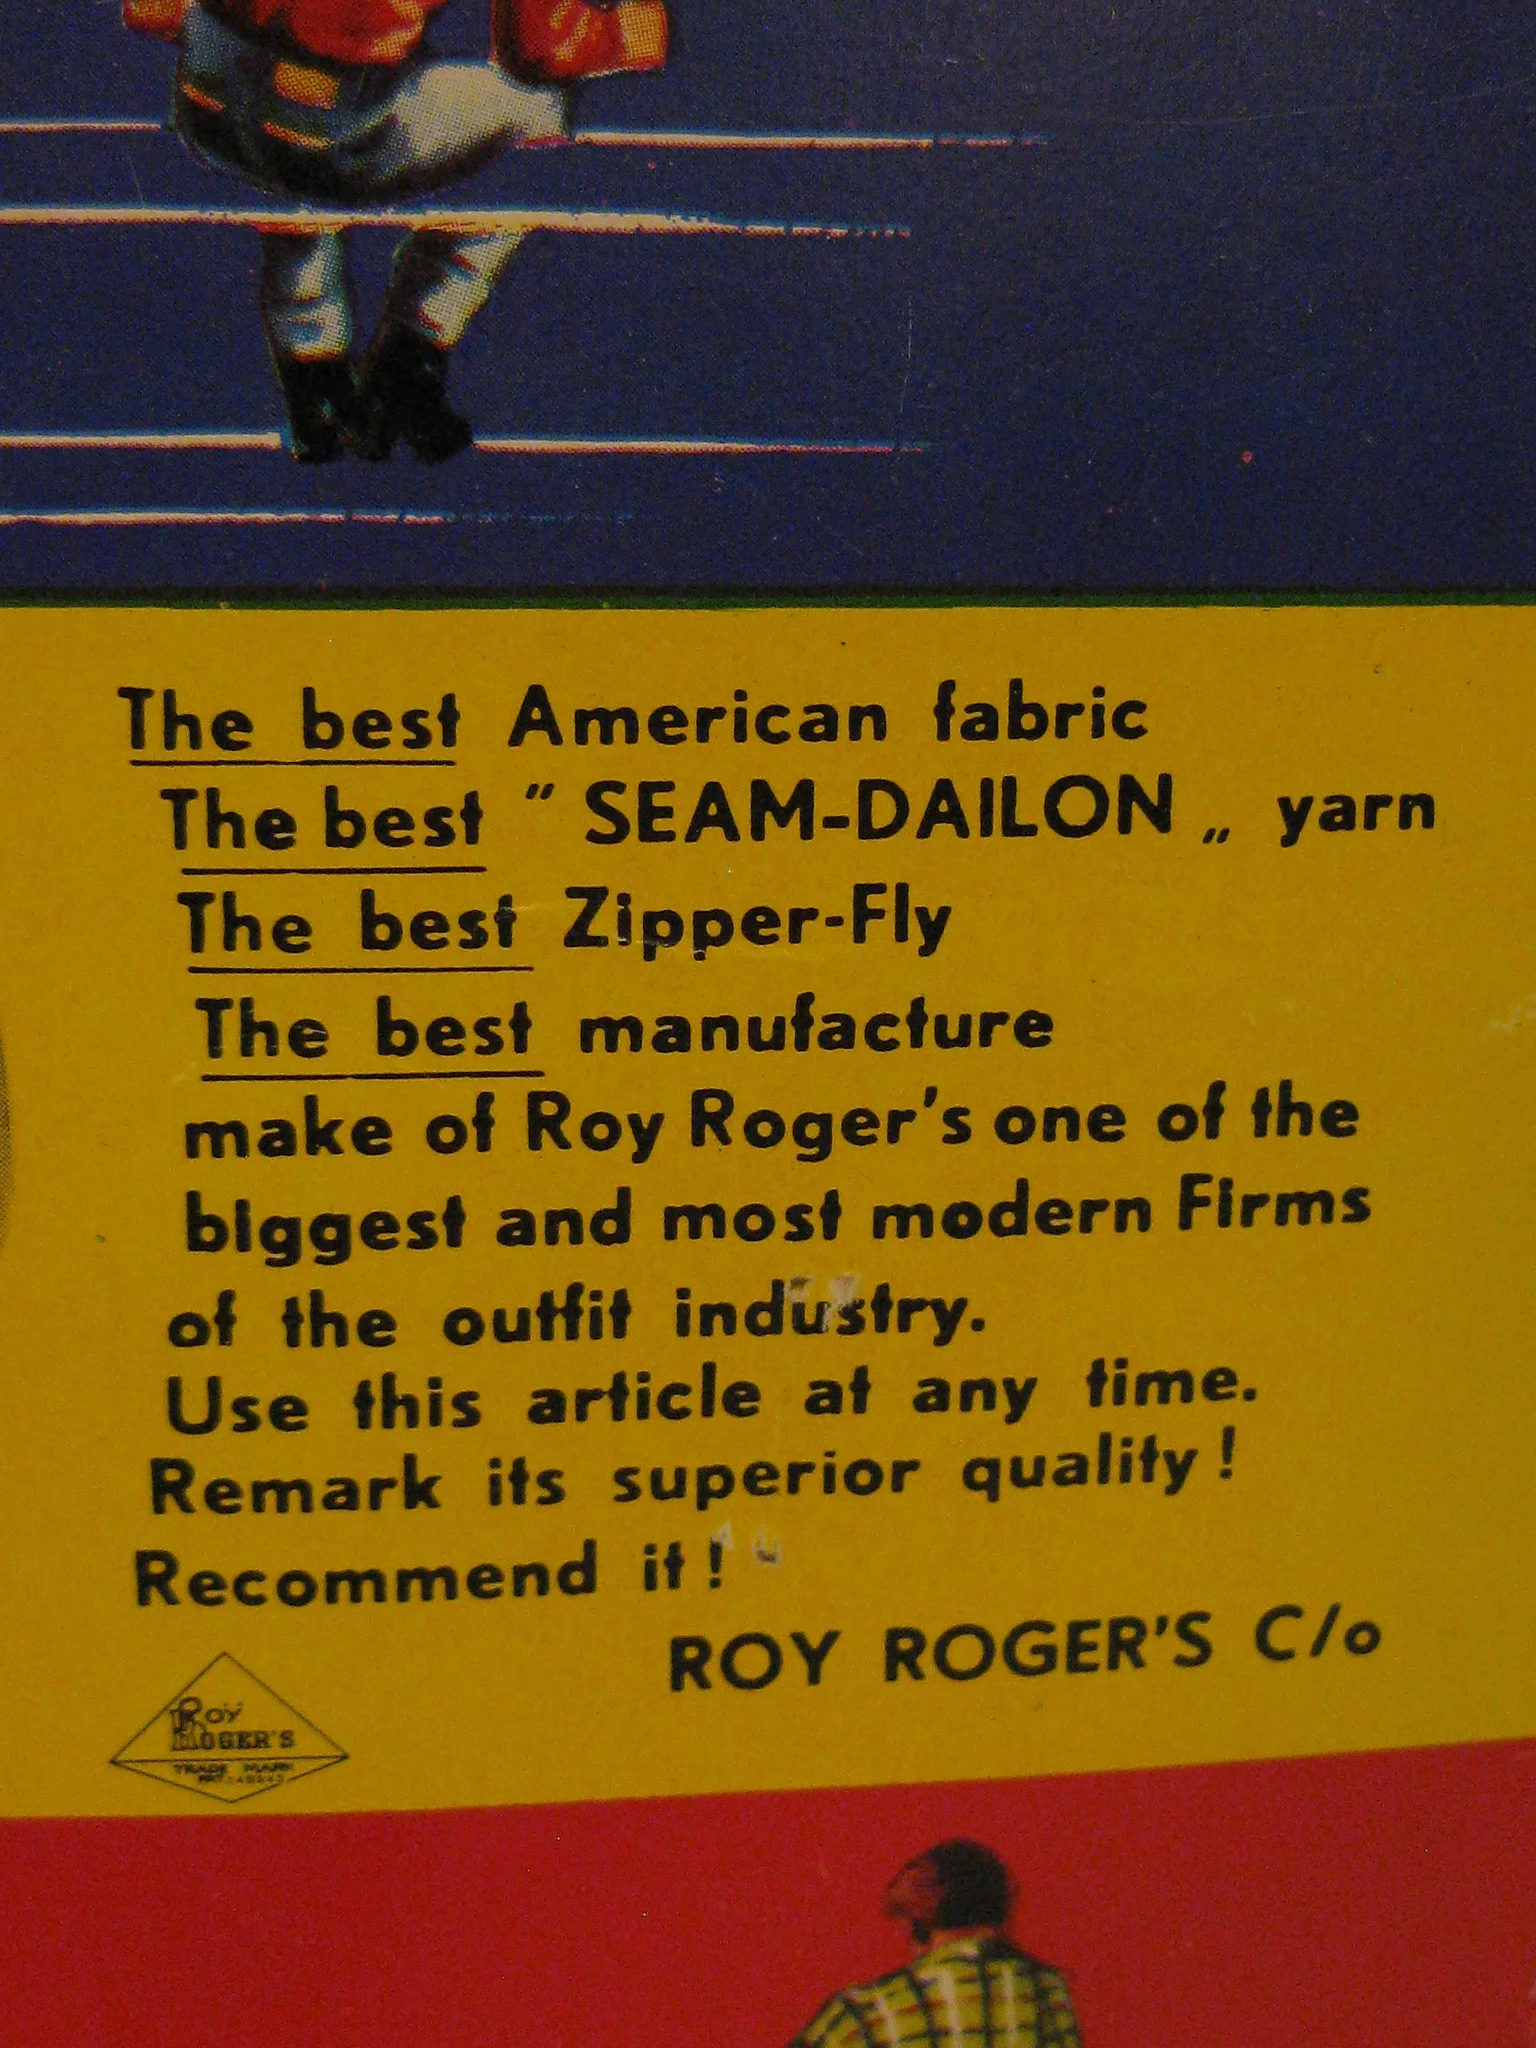 The best American fabric
The best " SEAM-DAILON „ yarn
The best Zipper-Fly
The best manufacture
make of Roy Roger's one of the
biggest and most modern Firms
of the outfit industry.
Use this article at any time.
Remark its superior quality!
Recommend it!
ROY ROGER'S C/o
ROY
ROGER'S
TRADE MARK